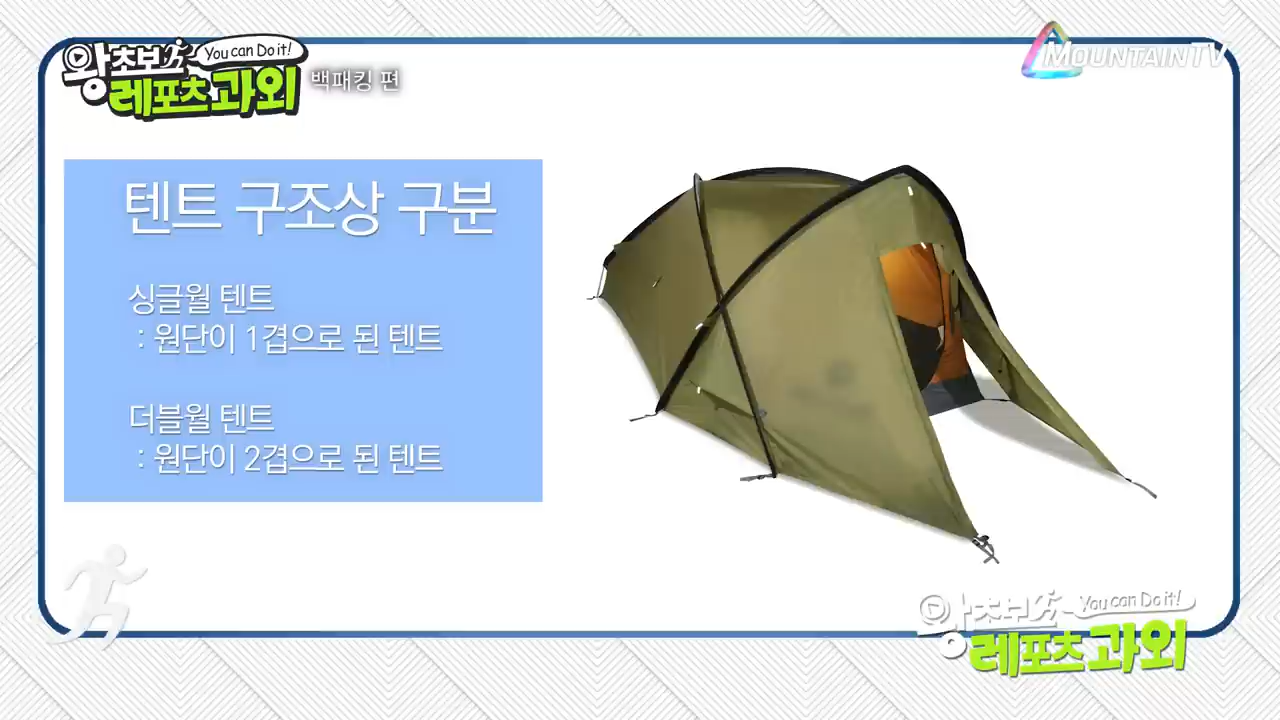 왕초보 You can Do it!
레포츠 과외 백패킹 편
MOUNTAIN TV
텐트 구조상 구분
싱글월 텐트
: 원단이 1겹으로 된 텐트
더블월 텐트
: 원단이 2겹으로 된 텐트
왕초보 You can Do it!
레포츠 과외